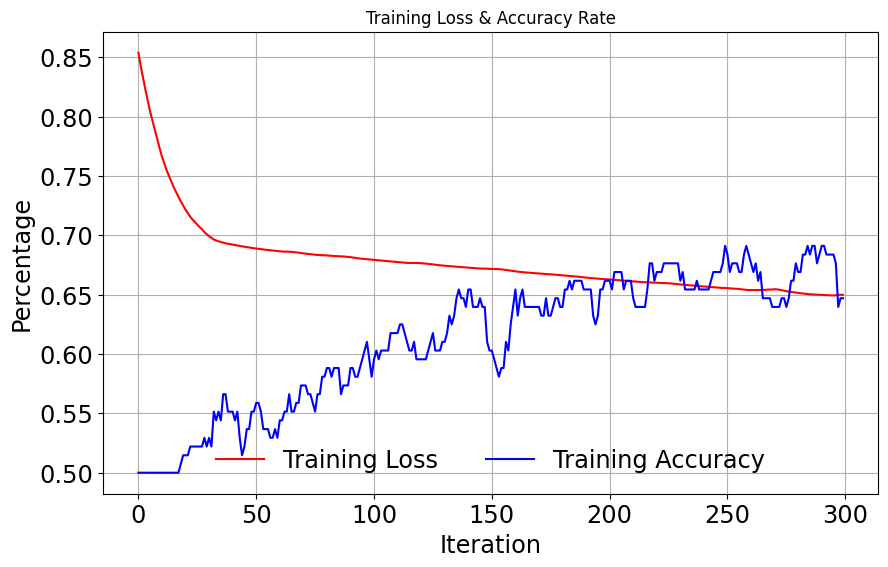 Training Loss & Accuracy Rate
Percentage
0.85
0.80
0.75
0.70
0.65
0.60
0.55
0.50
Training Loss
Training Accuracy
0 50 100 150 200 250 300
Iteration